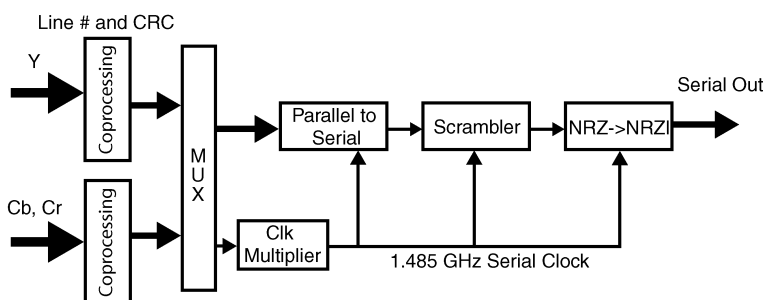 Line # and CRC
Y
Coprocessing
Cb, Cr
Coprocessing
MUX
Parallel to
Serial
Scrambler
NRZ->NRZI
Serial Out
Clk
Multiplier
1.485 GHz Serial Clock